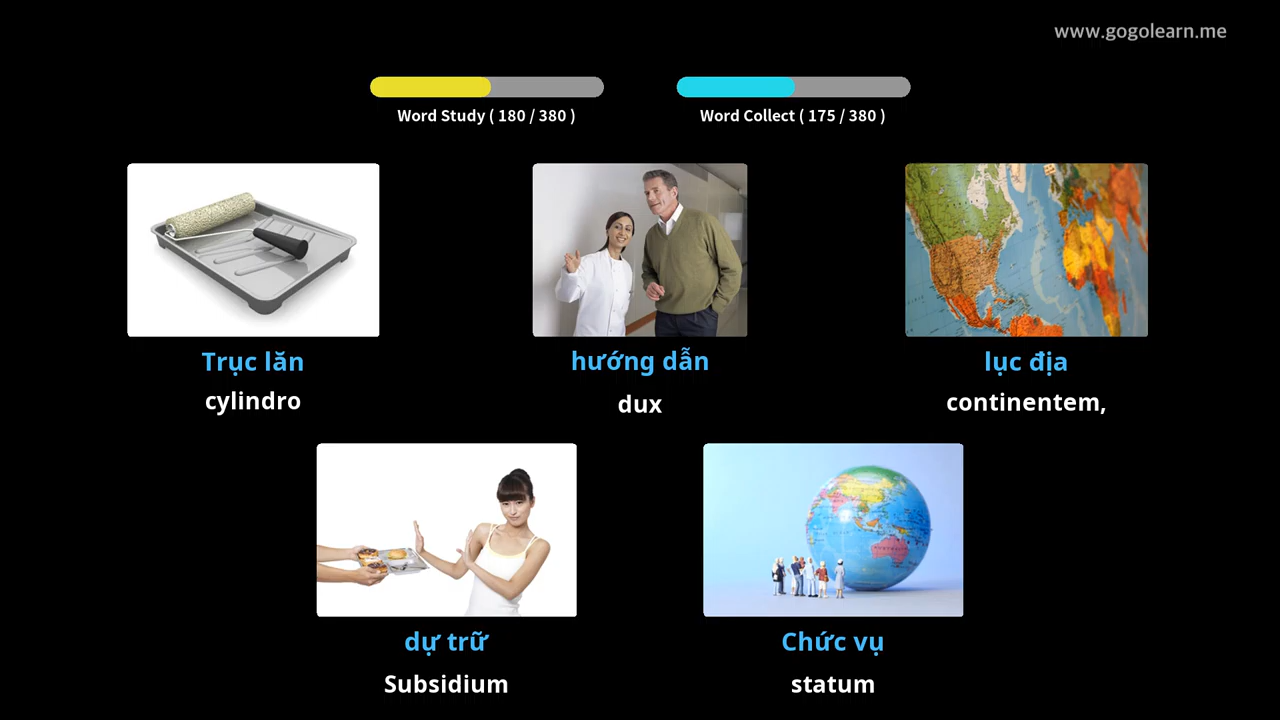 www.gogolearn.me
Word Study ( 180 / 380 )
Word Collect ( 175 / 380 )
Trục lăn
cylindro
hướng dẫn
dux
lục địa
continentem,
dự trữ
Subsidium
Chức vụ
statum